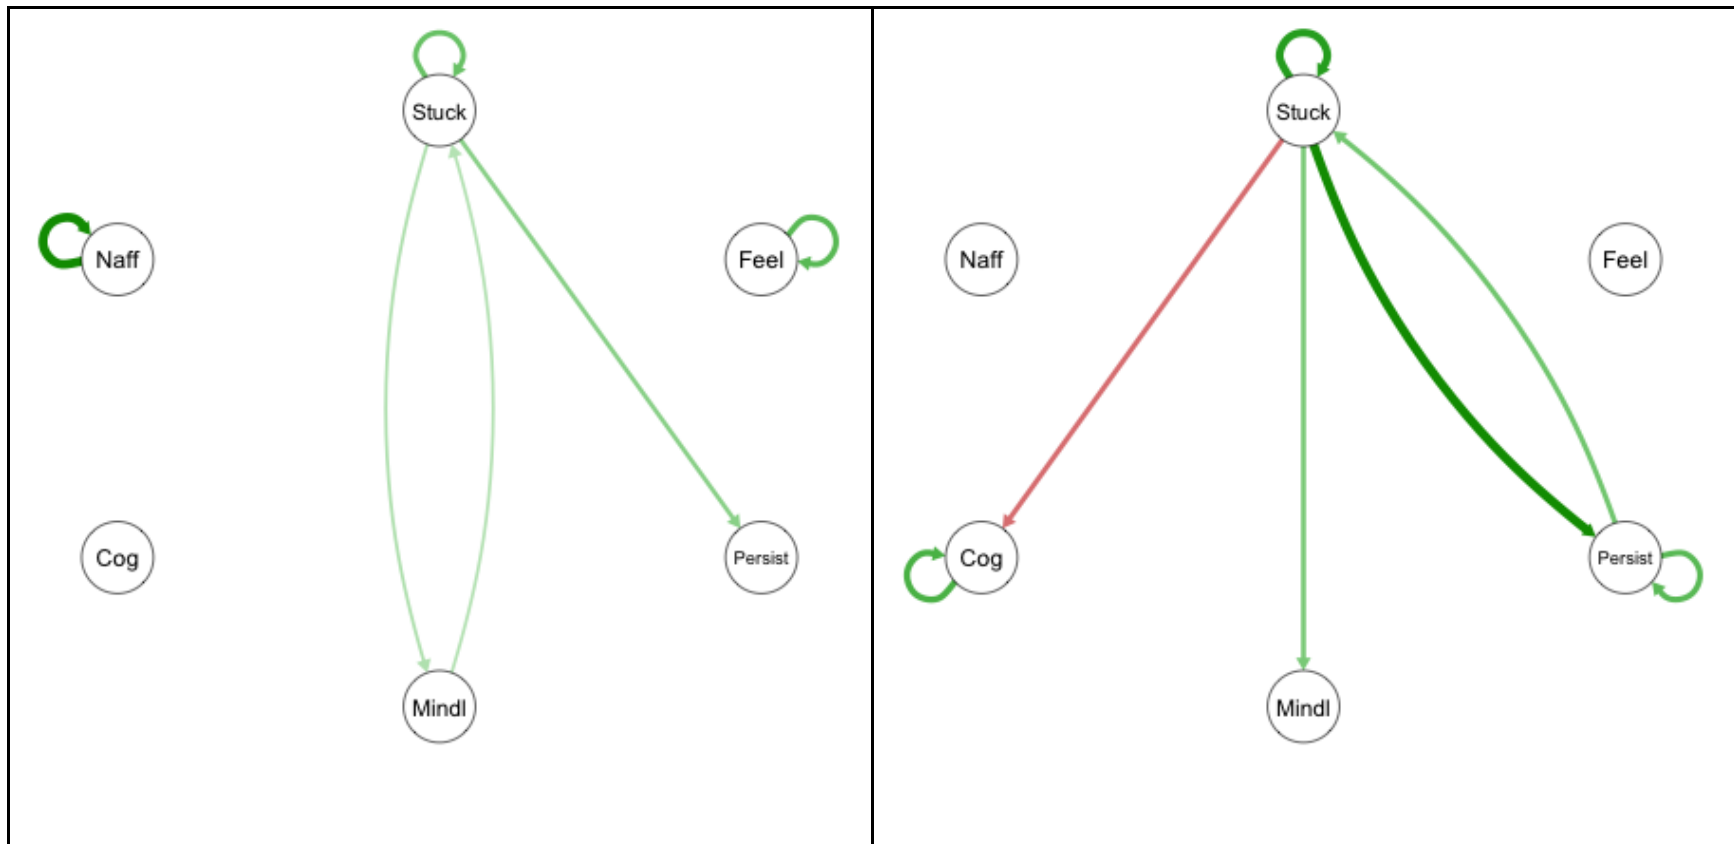 Stuck
Naff
Feel
Cog
Persist
Mindl
Stuck
Naff
Feel
Cog
Persist
Mindl